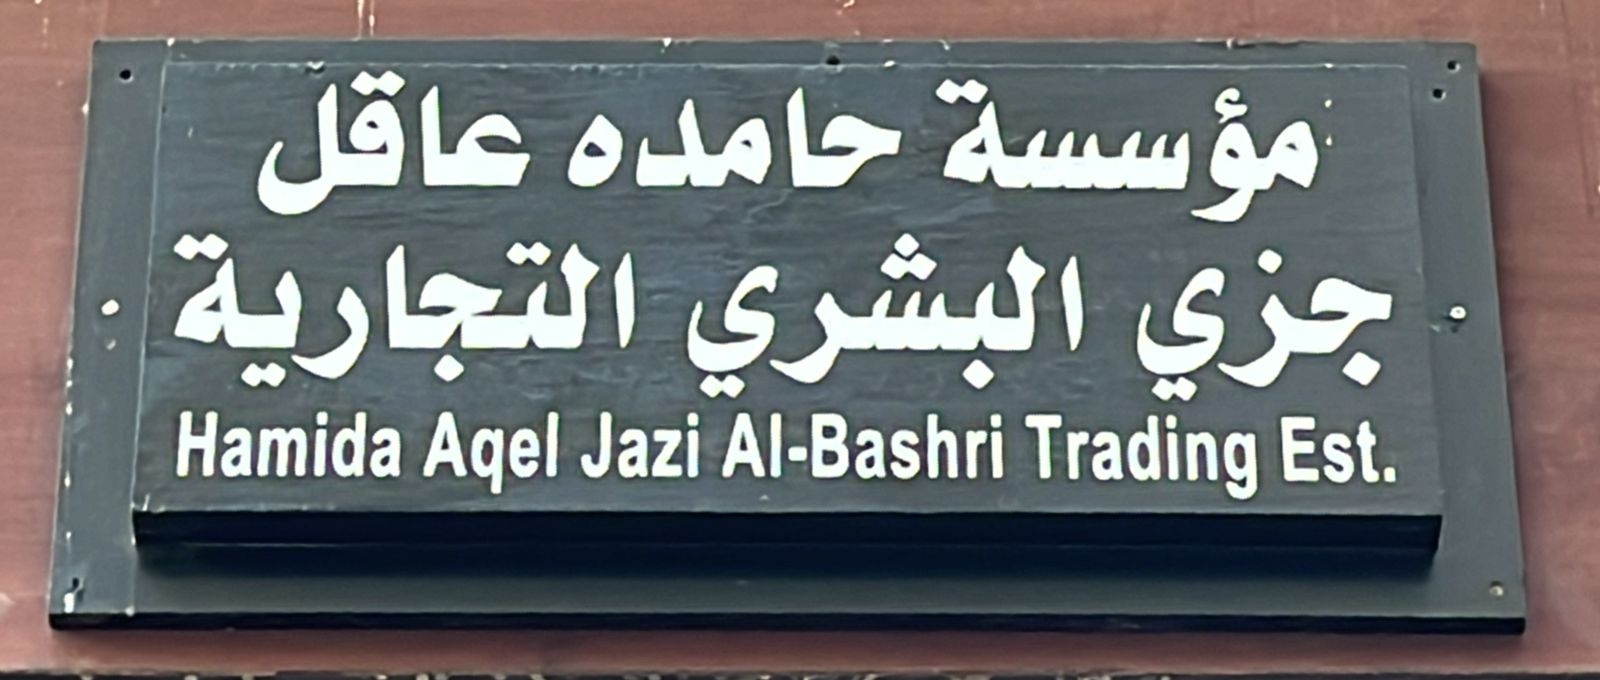 مؤسسة حامده عاقل
جزي البشري التجارية
Hamida Aqel Jazi Al-Bashri Trading Est.